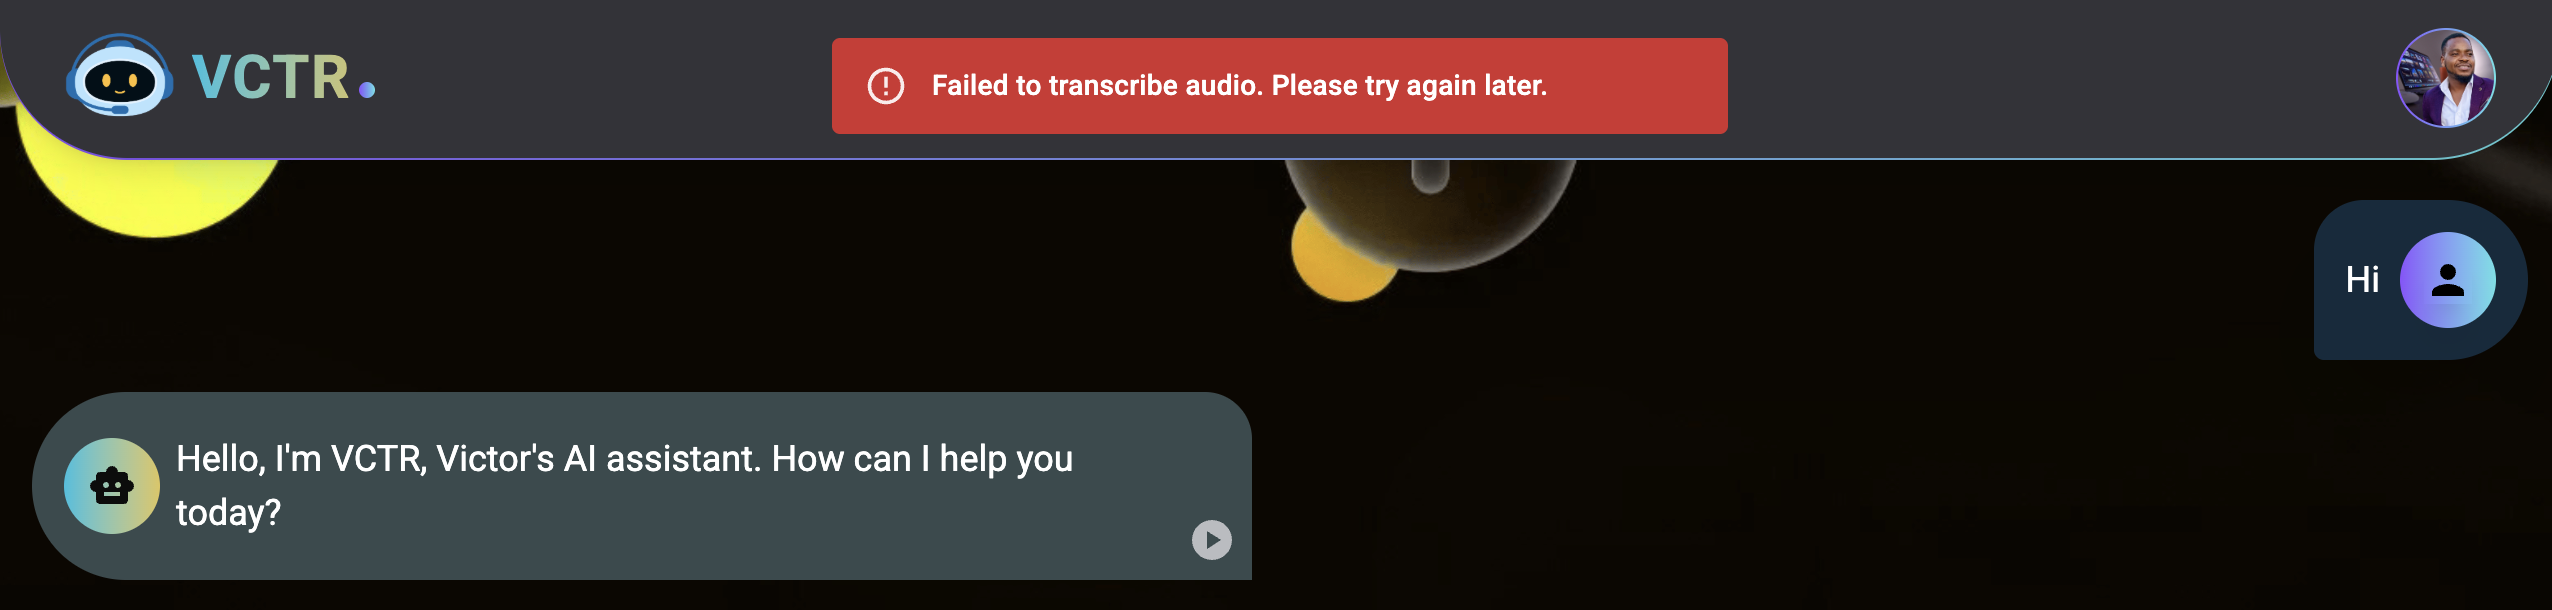 VCTR.
Failed to transcribe audio. Please try again later.
Hi
Hello, I'm VCTR, Victor's AI assistant. How can I help you
today?